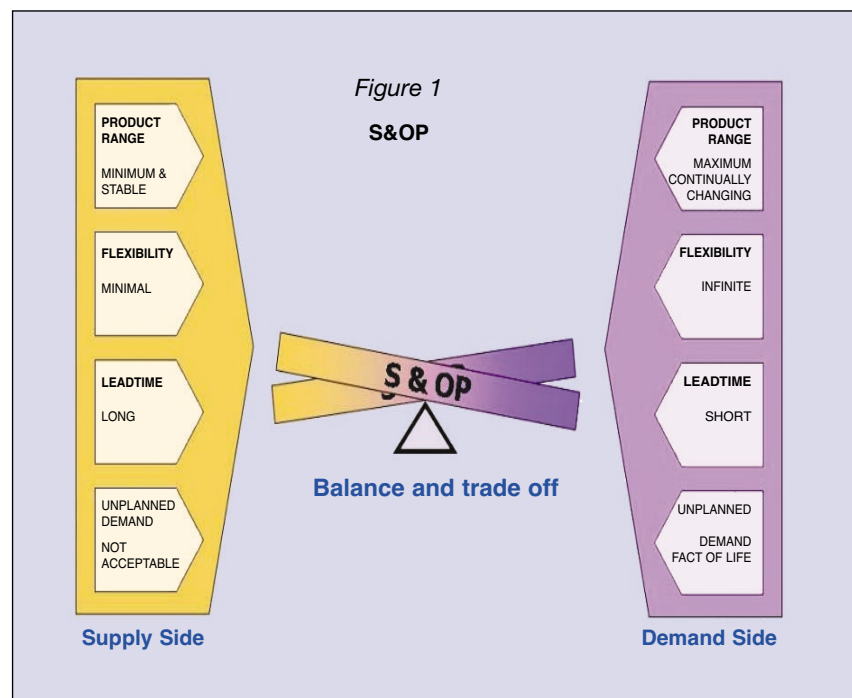 Figure 1
S&OP
PRODUCT
RANGE
MINIMUM &
STABLE
FLEXIBILITY
MINIMAL
LEADTIME
LONG
UNPLANNED
DEMAND
NOT
ACCEPTABLE
Supply Side
S & OP
Balance and trade off
PRODUCT
RANGE
MAXIMUM
CONTINUALLY
CHANGING
FLEXIBILITY
INFINITE
LEADTIME
SHORT
UNPLANNED
DEMAND
FACT OF LIFE
Demand Side